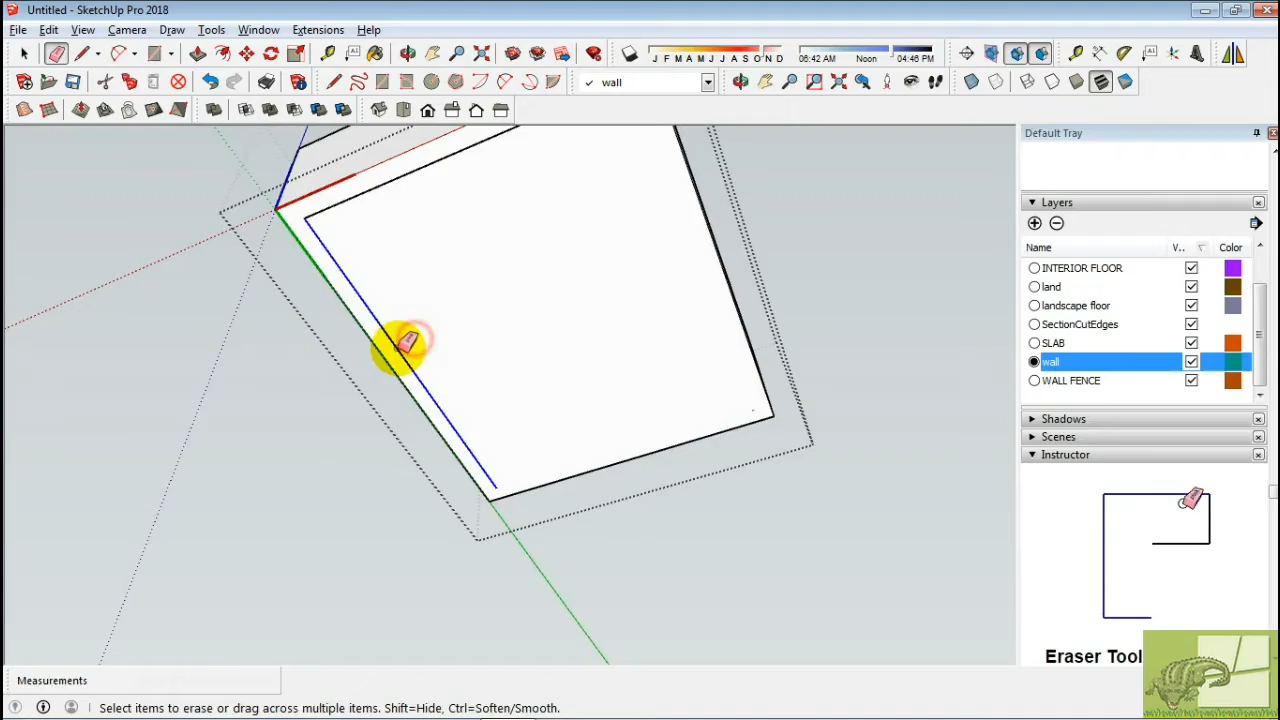 Untitled - SketchUp Pro 2018
File Edit View Camera Draw Tools Window Extensions Help
J F M A M J J A S O N D 06:42 AM Noon 04:46 PM
✓ wall
Default Tray
Layers
Name V.. Color
INTERIOR FLOOR
land
landscape floor
SectionCutEdges
SLAB
wall
WALL FENCE
Shadows
Scenes
Instructor
Eraser Tool
Measurements
Select items to erase or drag across multiple items. Shift=Hide, Ctrl=Soften/Smooth.